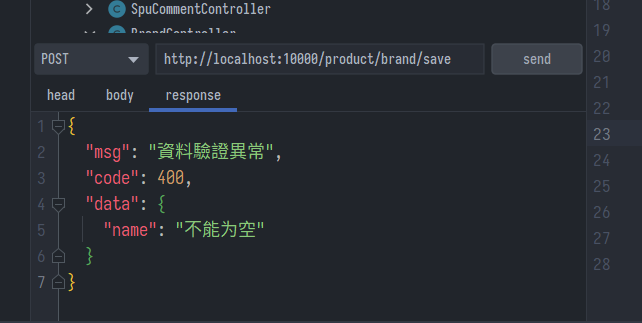 SpuCommentController
BrandController
POST
http://localhost:10000/product/brand/save
send
head
body
response
1 {
2 "msg": "資料驗證異常",
3 "code": 400,
4 "data": {
5 "name": "不能为空"
6 }
7 }
18
19
20
21
22
23
24
25
26
27
28